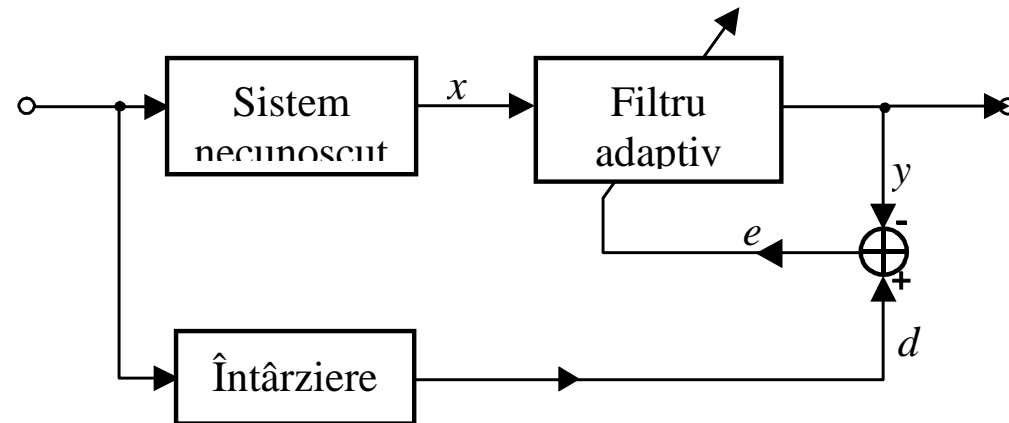 Sistem
necunoscut
x
Filtru
adaptiv
y
-
e
+
d
Întârziere